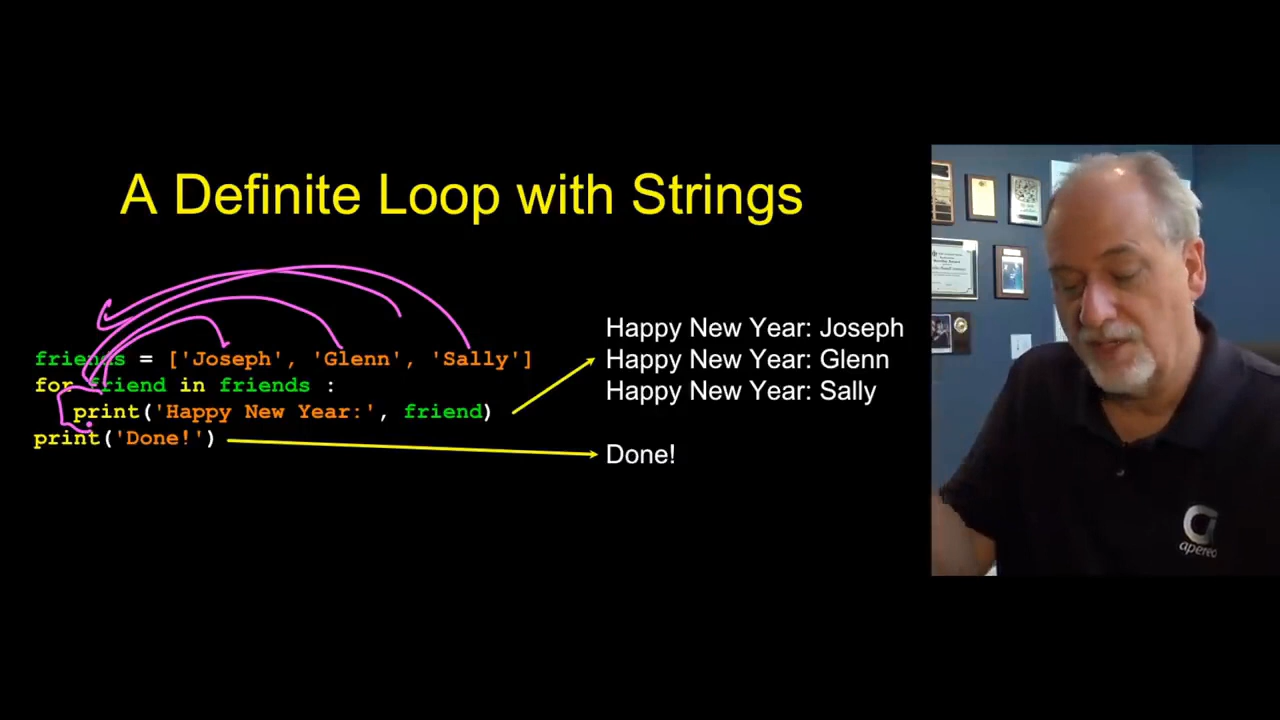 A Definite Loop with Strings
friends = ['Joseph', 'Glenn', 'Sally']
for friend in friends :
print('Happy New Year:', friend)
print('Done!')
Happy New Year: Joseph
Happy New Year: Glenn
Happy New Year: Sally
Done!
apereo